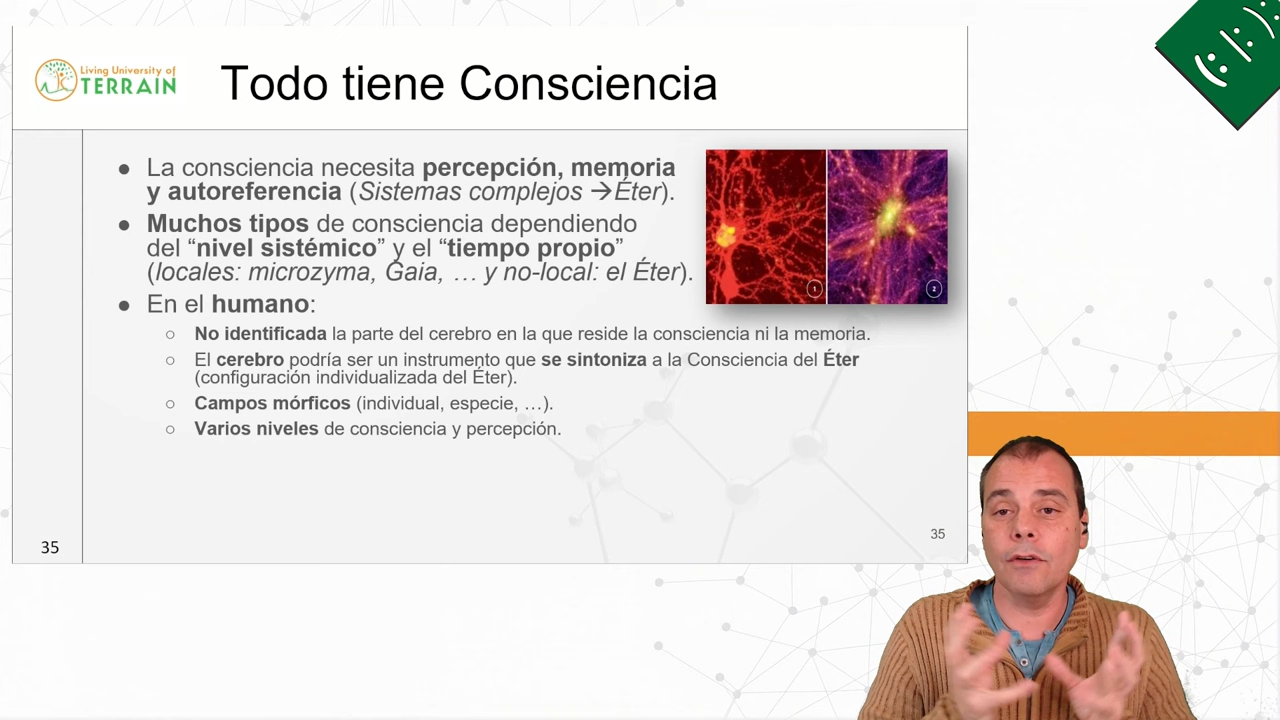 Living University of
TERRAIN
Todo tiene Consciencia
● La consciencia necesita percepción, memoria
y autoreferencia (Sistemas complejos →Éter).
● Muchos tipos de consciencia dependiendo
del “nivel sistémico” y el “tiempo propio”
(locales: microzyma, Gaia, … y no-local: el Éter).
● En el humano:
○ No identificada la parte del cerebro en la que reside la consciencia ni la memoria.
○ El cerebro podría ser un instrumento que se sintoniza a la Consciencia del Éter
(configuración individualizada del Éter).
○ Campos mórficos (individual, especie, …).
○ Varios niveles de consciencia y percepción.
1
2
35
35